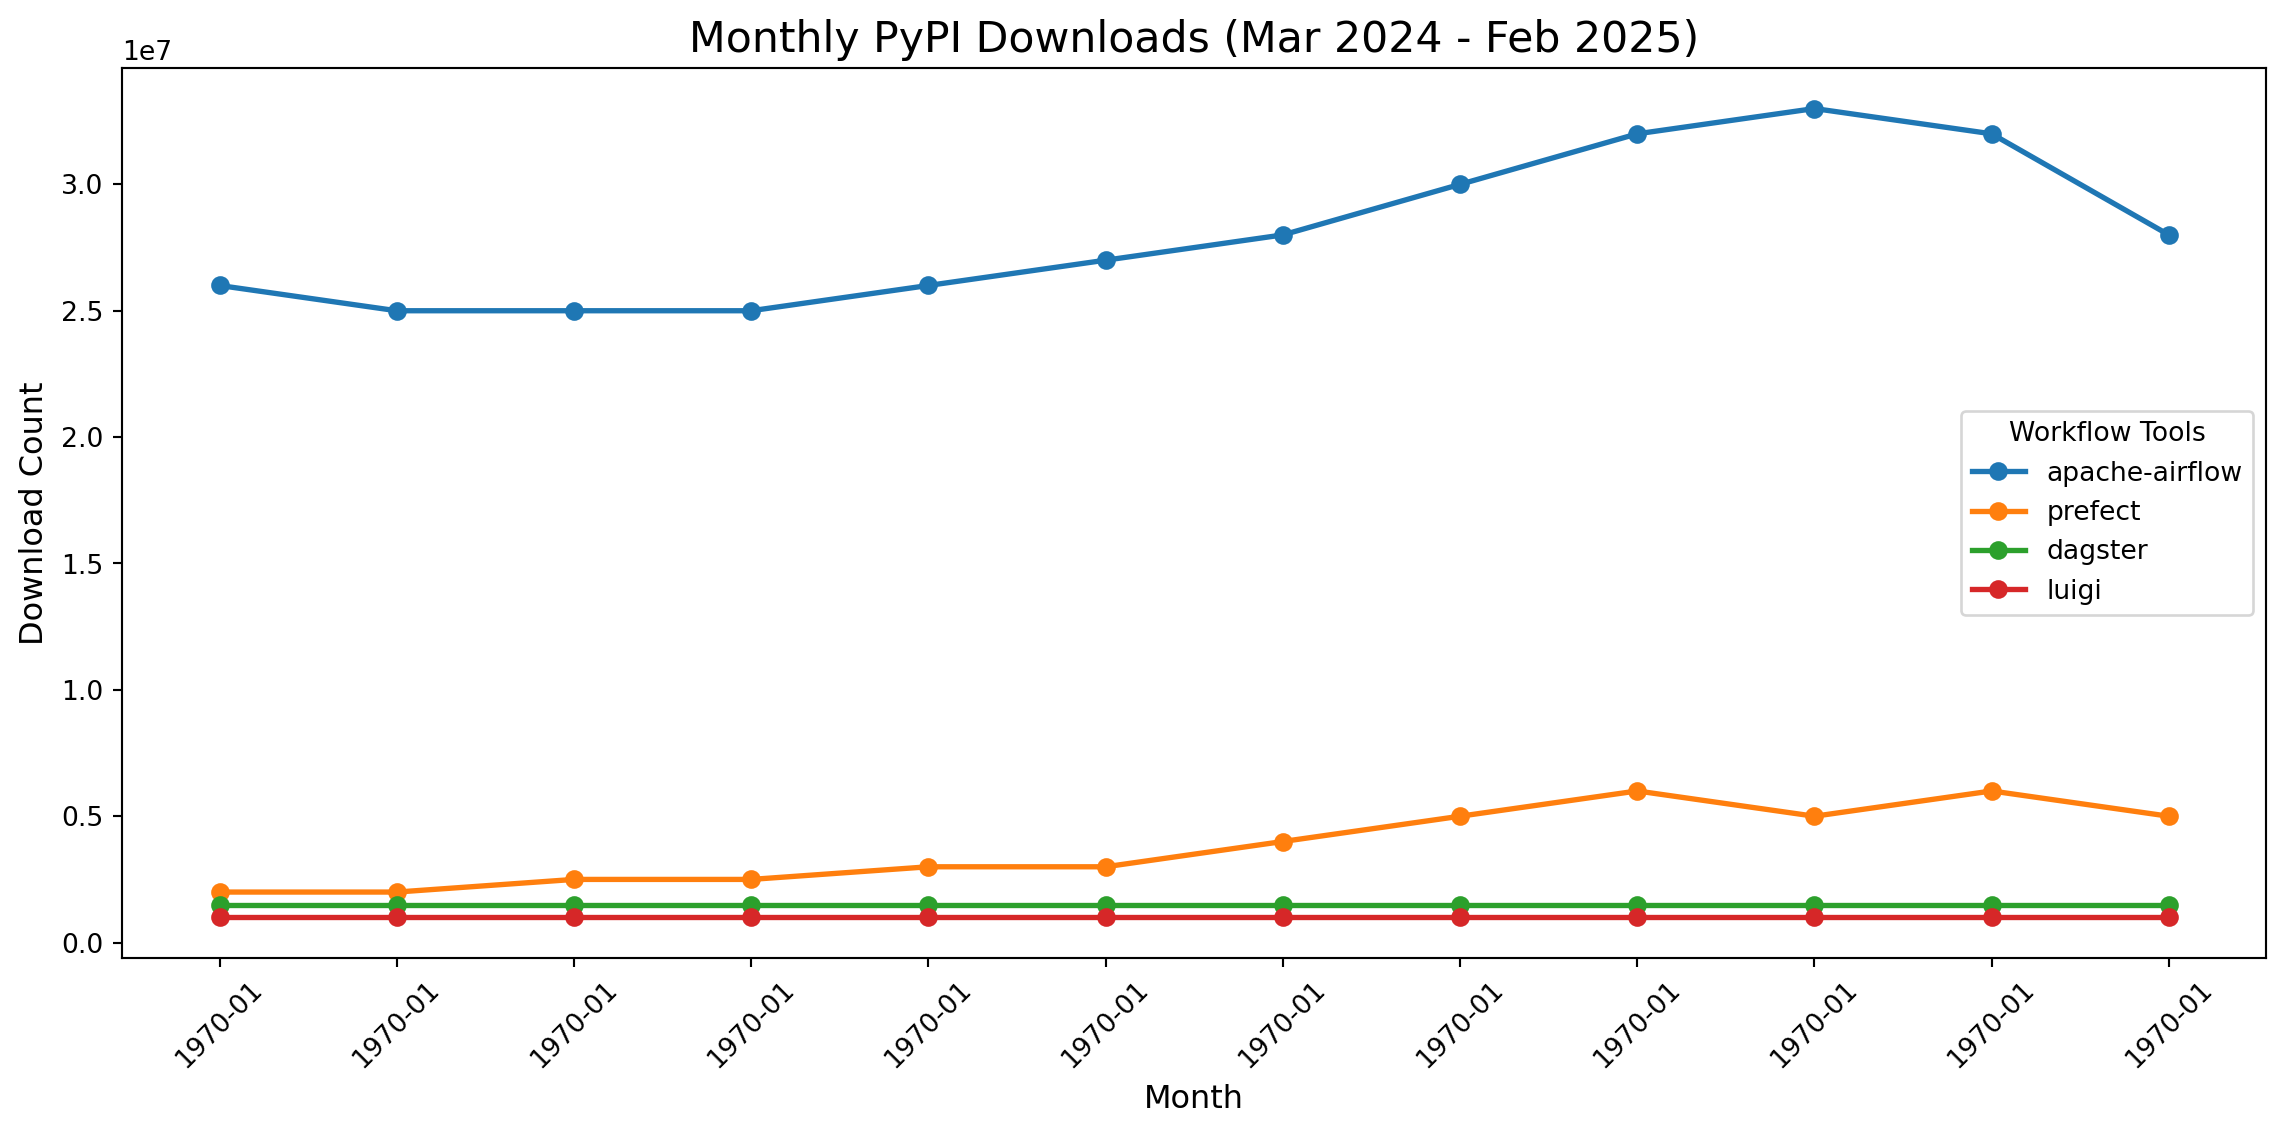 Monthly PyPI Downloads (Mar 2024 - Feb 2025)
1e7
3.0
2.5
2.0
1.5
1.0
0.5
0.0
Download Count
Workflow Tools
apache-airflow
prefect
dagster
luigi
1970-01
1970-01
1970-01
1970-01
1970-01
1970-01
1970-01
1970-01
1970-01
1970-01
1970-01
1970-01
Month